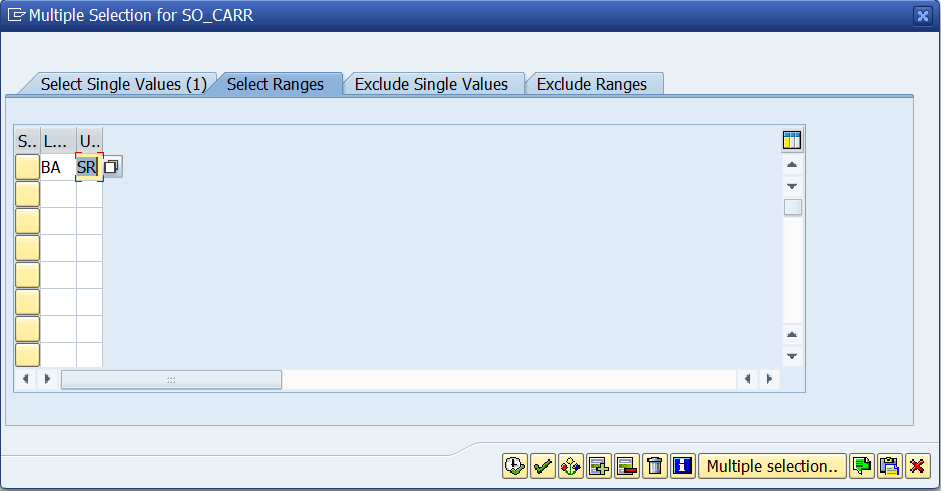 Multiple Selection for SO_CARR
Select Single Values (1) Select Ranges Exclude Single Values Exclude Ranges
S.. L... U..
BA SR
Multiple selection..